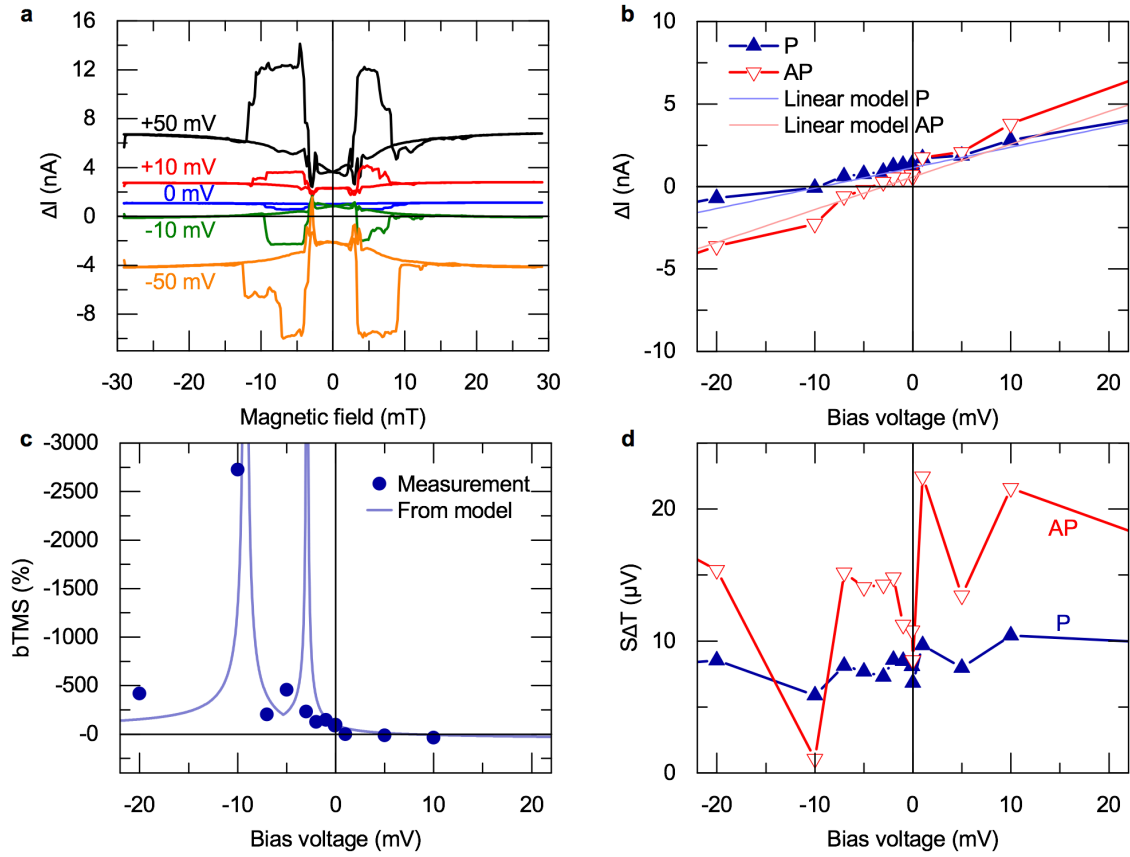 a
16
12
8
4
0
-4
-8
ΔI (nA)
+50 mV
+10 mV
0 mV
-10 mV
-50 mV
-30 -20 -10 0 10 20 30
Magnetic field (mT)
b
10
5
0
-5
-10
ΔI (nA)
P
AP
Linear model P
Linear model AP
-20 -10 0 10 20
Bias voltage (mV)
c
-3000
-2500
-2000
-1500
-1000
-500
-0
bTMS (%)
Measurement
From model
-20 -10 0 10 20
Bias voltage (mV)
d
20
10
0
SΔT (µV)
AP
P
-20 -10 0 10 20
Bias voltage (mV)